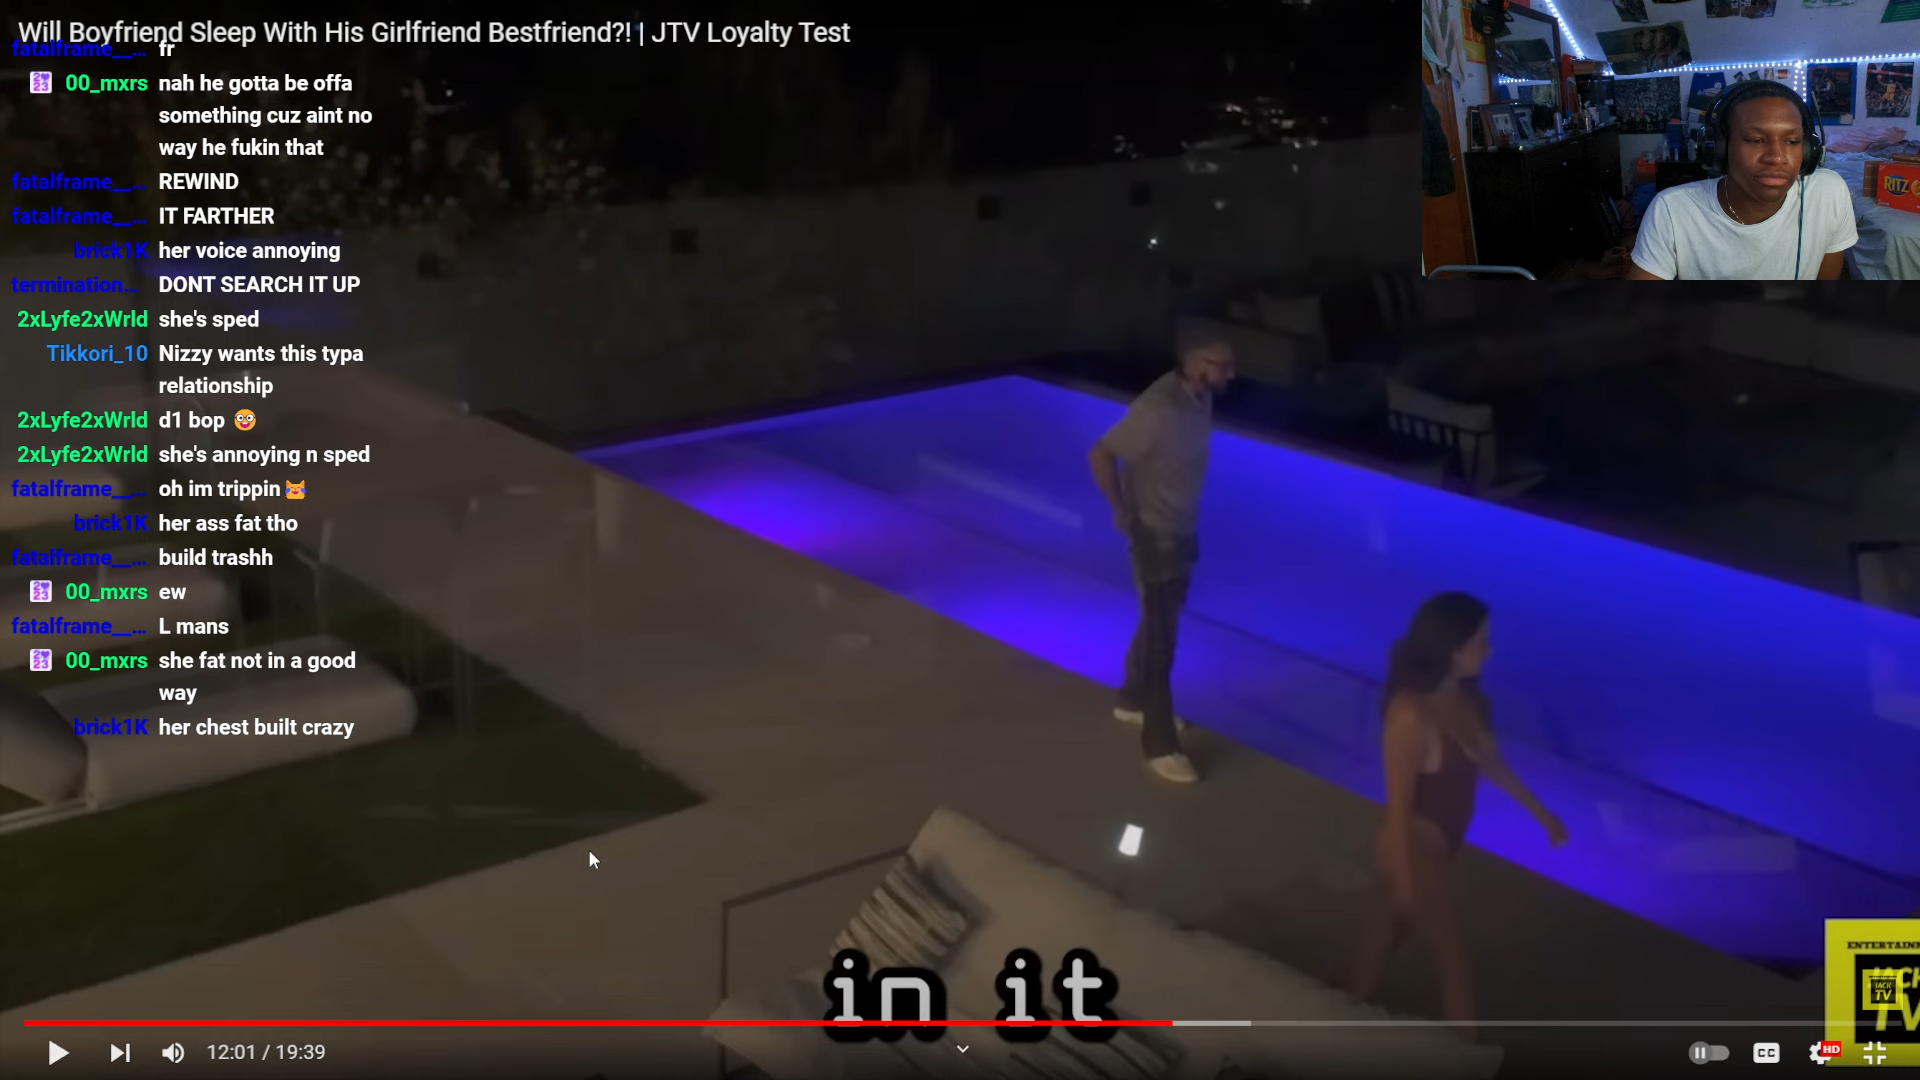 Will Boyfriend Sleep With His Girlfriend Bestfriend?! | JTV Loyalty Test
fatalframe__... fr
00_mxrs nah he gotta be offa
something cuz aint no
way he fukin that
fatalframe__... REWIND
fatalframe__... IT FARTHER
brick1K her voice annoying
termination... DONT SEARCH IT UP
2xLyfe2xWrld she's sped
Tikkori_10 Nizzy wants this typa
relationship
2xLyfe2xWrld d1 bop 
2xLyfe2xWrld she's annoying n sped
fatalframe__... oh im trippin
brick1K her ass fat tho
fatalframe__... build trashh
00_mxrs ew
fatalframe__... L mans
00_mxrs she fat not in a good
way
brick1K her chest built crazy
RITZ
in it
JACK
TV
12:01 / 19:39
CC
HD